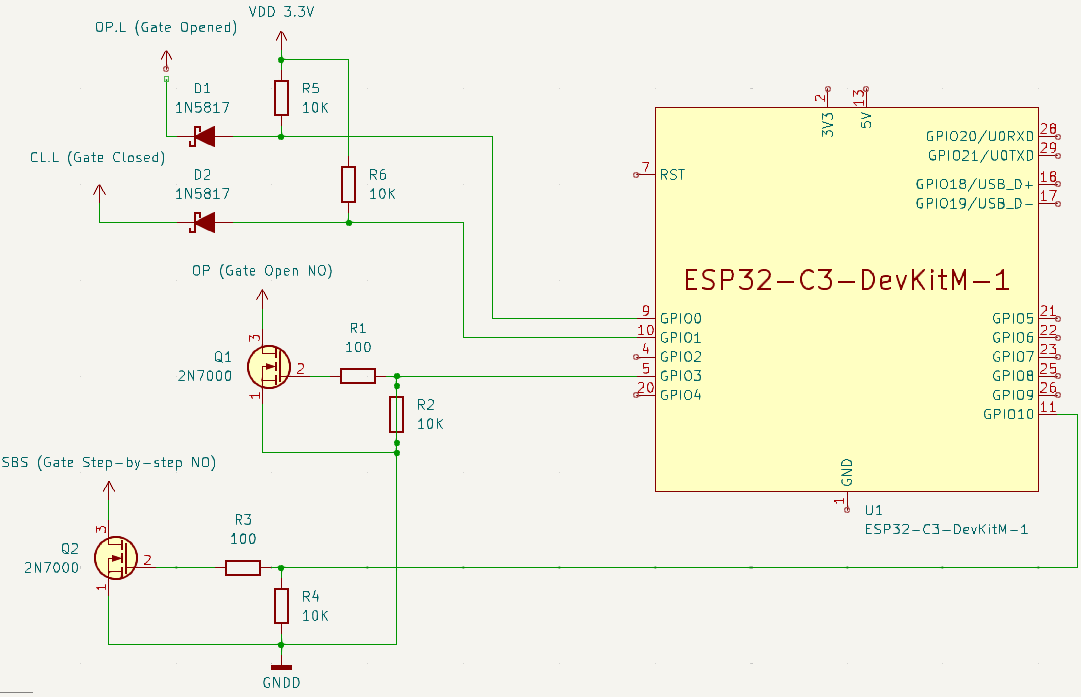 VDD 3.3V
OP.L (Gate Opened)
D1
1N5817
R5
10K
CL.L (Gate Closed)
D2
1N5817
R6
10K
OP (Gate Open NO)
R1
100
Q1
2N7000
3
2
1
R2
10K
SBS (Gate Step-by-step NO)
R3
100
Q2
2N7000
3
2
1
R4
10K
GNDD
2
13
3V3
5V
7
RST
GPIO20/U0RXD
28
GPIO21/U0TXD
29
GPIO18/USB_D+
18
GPIO19/USB_D-
17
ESP32-C3-DevKitM-1
9
GPIO0
10
GPIO1
4
GPIO2
5
GPIO3
20
GPIO4
GPIO5
21
GPIO6
22
GPIO7
23
GPIO8
25
GPIO9
26
GPIO10
11
GND
1
U1
ESP32-C3-DevKitM-1